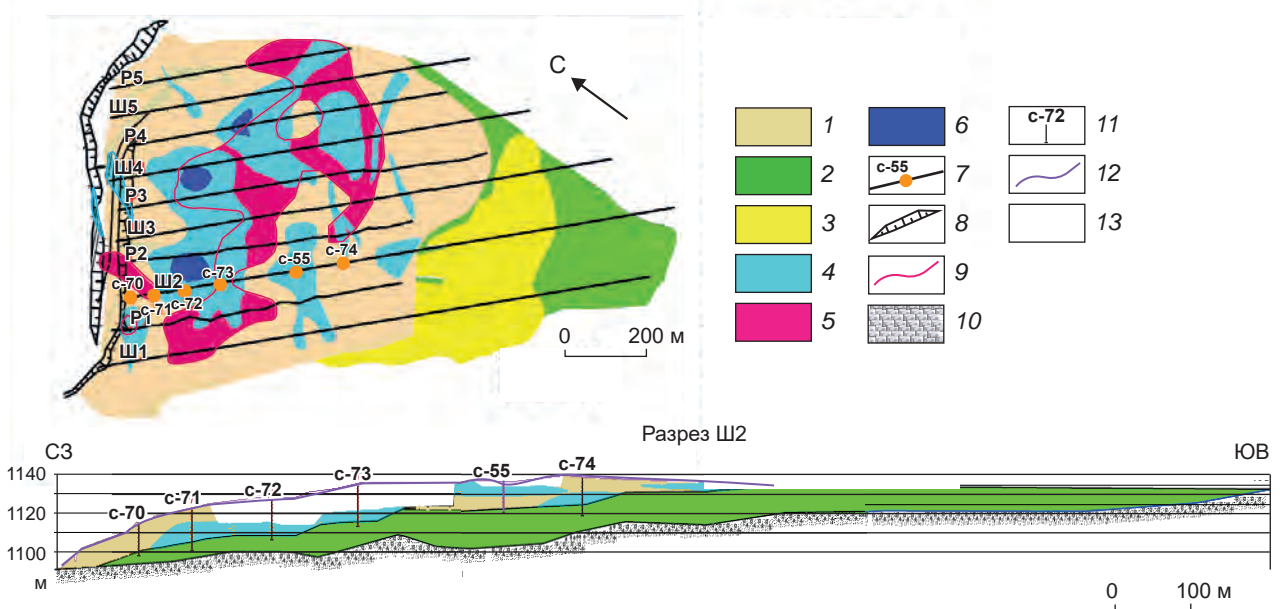 Р5
Ш5
Р4
Ш4
Р3
Ш3
Р2
с-70
с-71
Ш2
с-72
с-73
с-55
с-74
Р1
Ш1
С
0 200 м
1
2
3
4
5
6
с-55 7
8
9
10
с-72 11
12
13
Разрез Ш2
СЗ ЮВ
1140
1120
1100
м
с-70
с-71
с-72
с-73
с-55
с-74
0 100 м